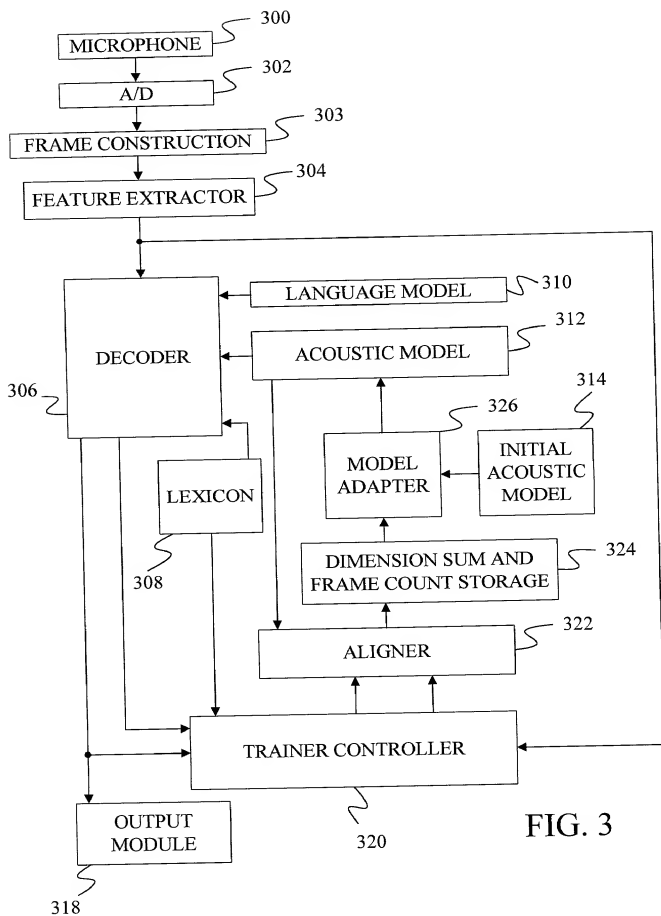 300
MICROPHONE
302
A/D
303
FRAME CONSTRUCTION
304
FEATURE EXTRACTOR
310
LANGUAGE MODEL
312
DECODER
ACOUSTIC MODEL
306
326
314
MODEL
ADAPTER
INITIAL
ACOUSTIC
MODEL
LEXICON
308
DIMENSION SUM AND
FRAME COUNT STORAGE
324
322
ALIGNER
TRAINER CONTROLLER
320
OUTPUT
MODULE
318
FIG. 3